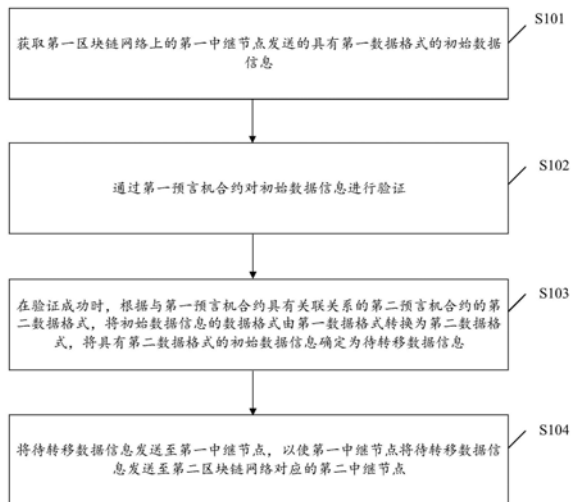 S101
获取第一区块链网络上的第一中继节点发送的具有第一数据格式的初始数据
信息
S102
通过第一预言机合约对初始数据信息进行验证
S103
在验证成功时，根据与第一预言机合约具有关联关系的第二预言机合约的第
二数据格式，将初始数据信息的数据格式由第一数据格式转换为第二数据格
式，将具有第二数据格式的初始数据信息确定为待转移数据信息
S104
将待转移数据信息发送至第一中继节点，以使第一中继节点将待转移数据信
息发送至第二区块链网络对应的第二中继节点